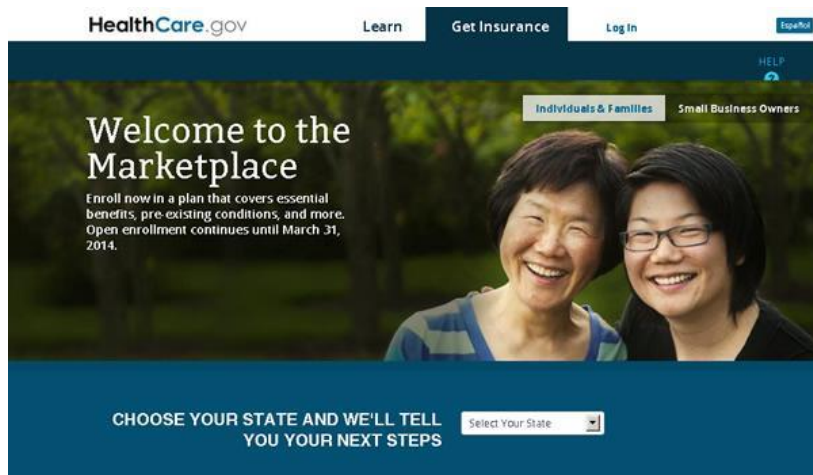 HealthCare.gov
Learn
Get Insurance
Log In
Español
HELP
?
Individuals & Families
Small Business Owners
Welcome to the
Marketplace
Enroll now in a plan that covers essential
benefits, pre-existing conditions, and more.
Open enrollment continues until March 31,
2014.
CHOOSE YOUR STATE AND WE'LL TELL
YOU YOUR NEXT STEPS
Select Your State